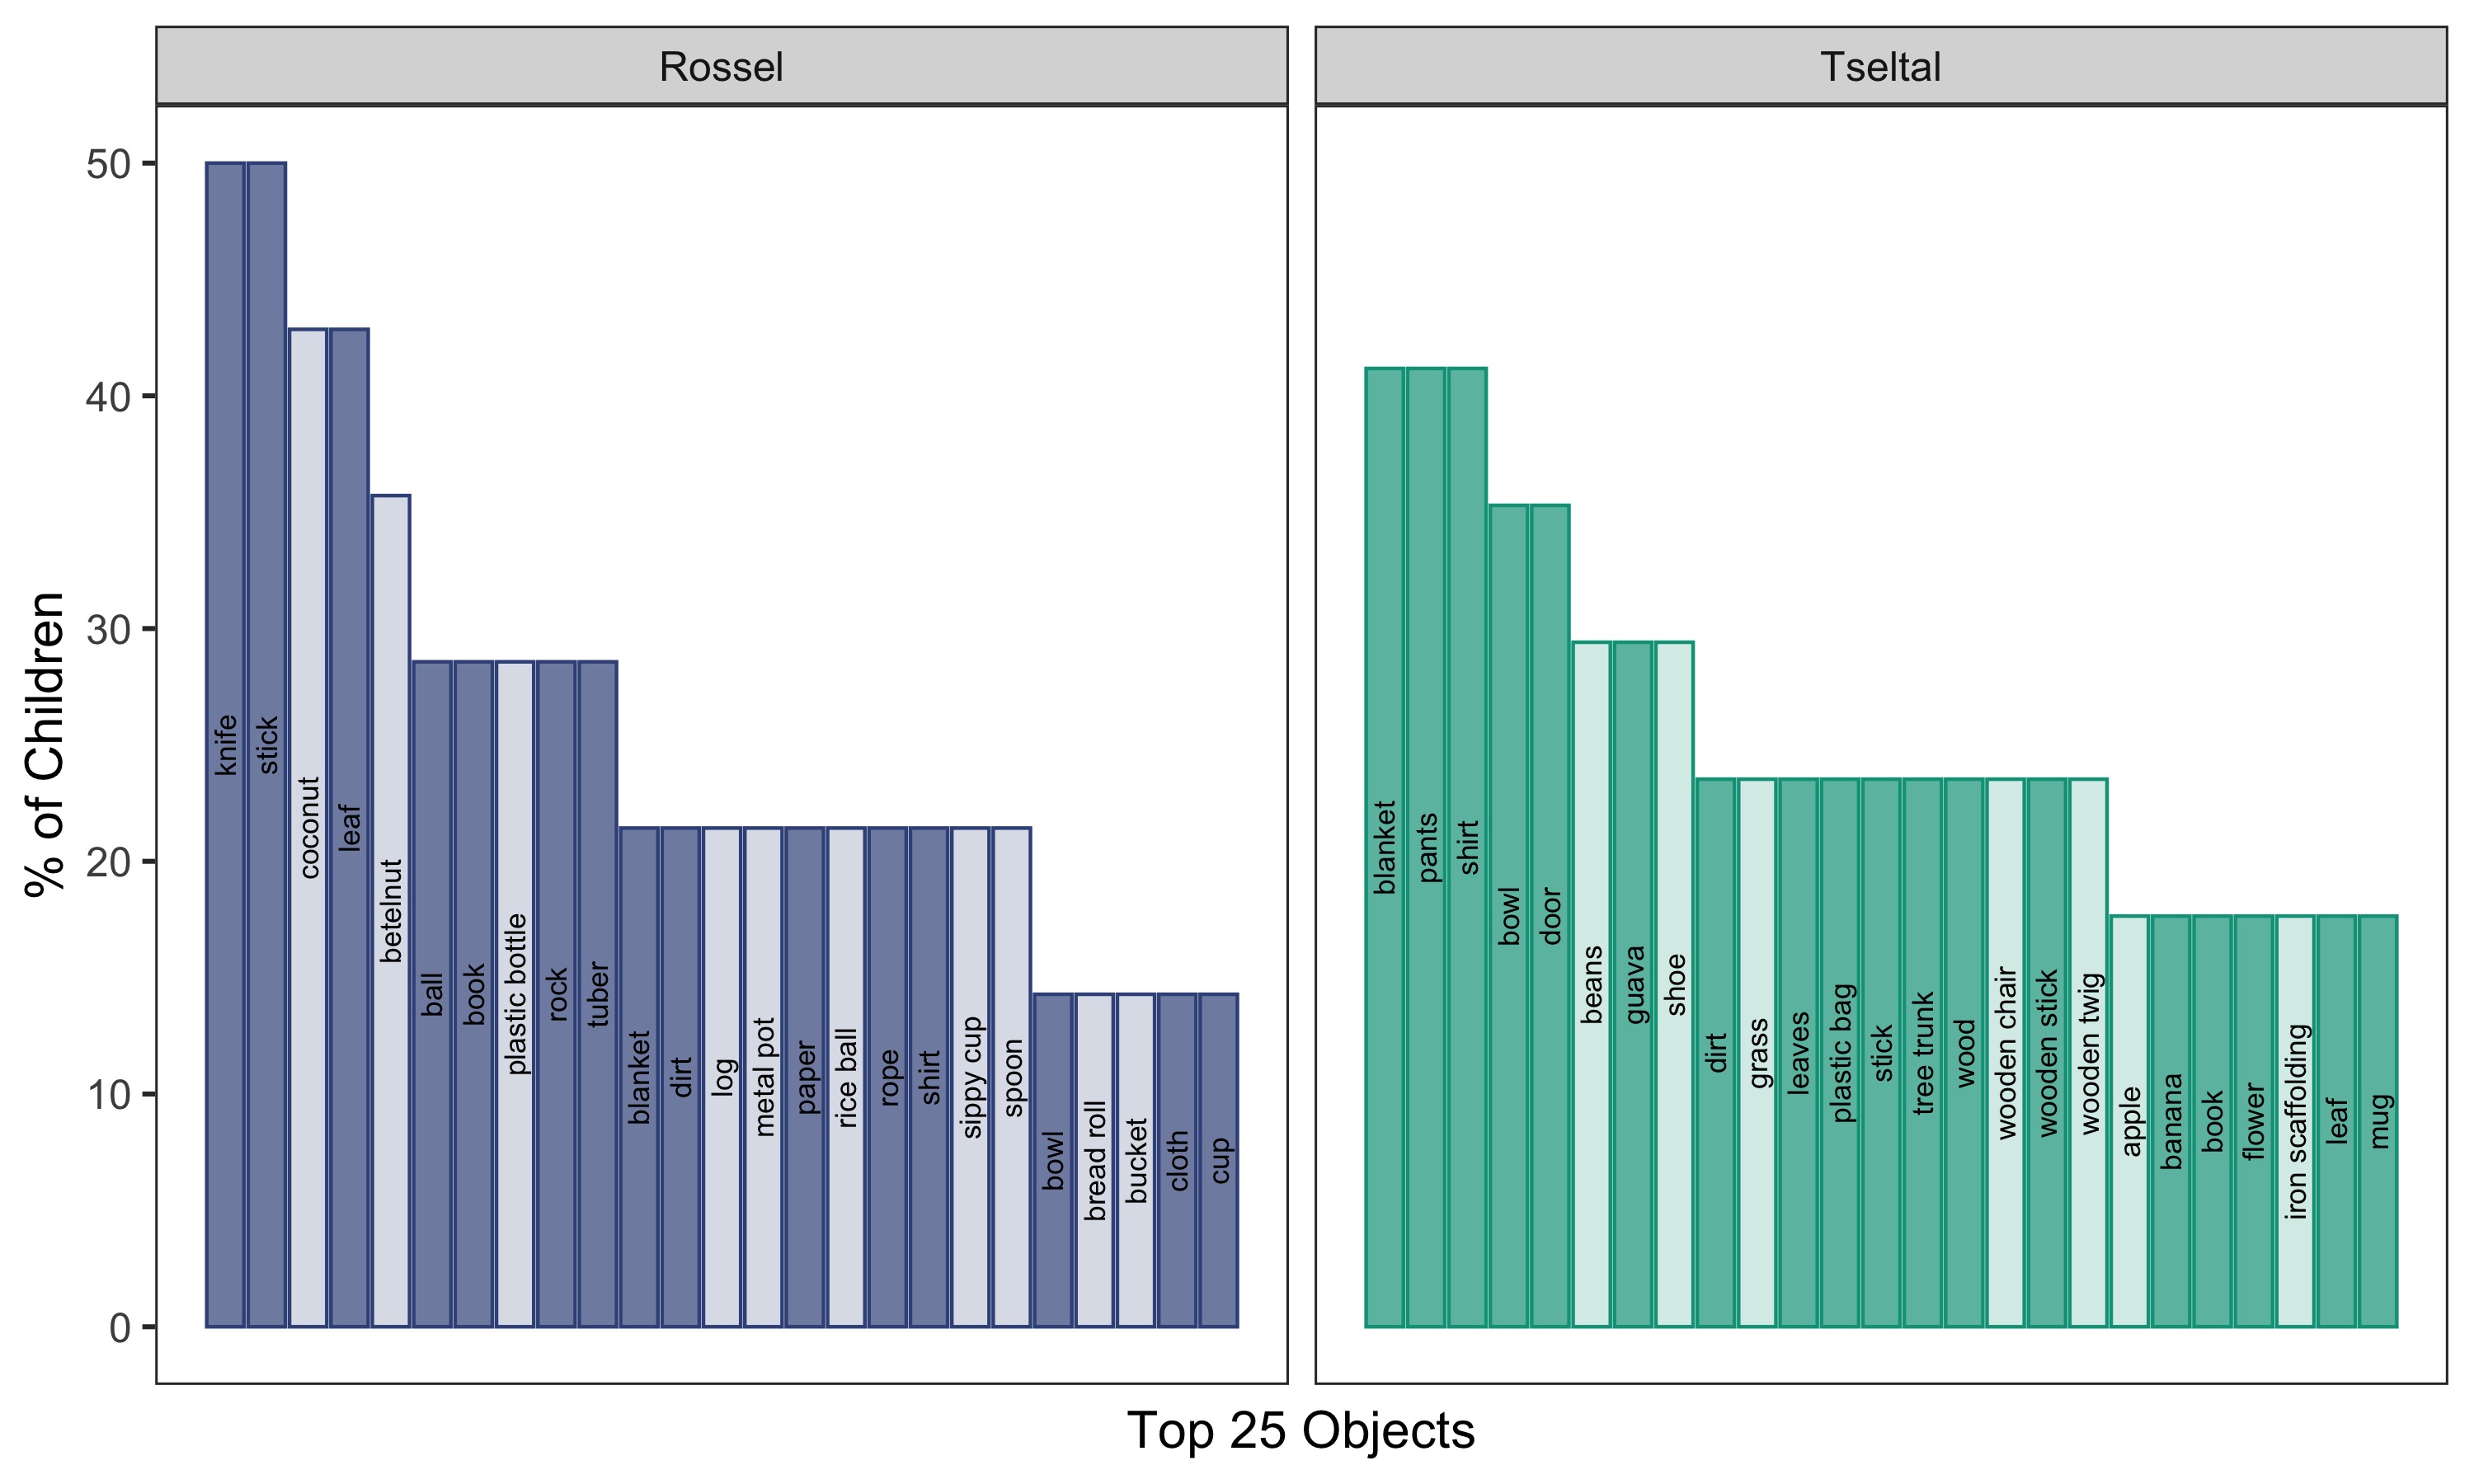 Rossel
Tseltal
% of Children
50
40
30
20
10
0
knife
stick
coconut
leaf
betelnut
ball
book
plastic bottle
rock
tuber
blanket
dirt
log
metal pot
paper
rice ball
rope
shirt
sippy cup
spoon
bowl
bread roll
bucket
cloth
cup
blanket
pants
shirt
bowl
door
beans
guava
shoe
dirt
grass
leaves
plastic bag
stick
tree trunk
wood
wooden chair
wooden stick
wooden twig
apple
banana
book
flower
iron scaffolding
leaf
mug
Top 25 Objects